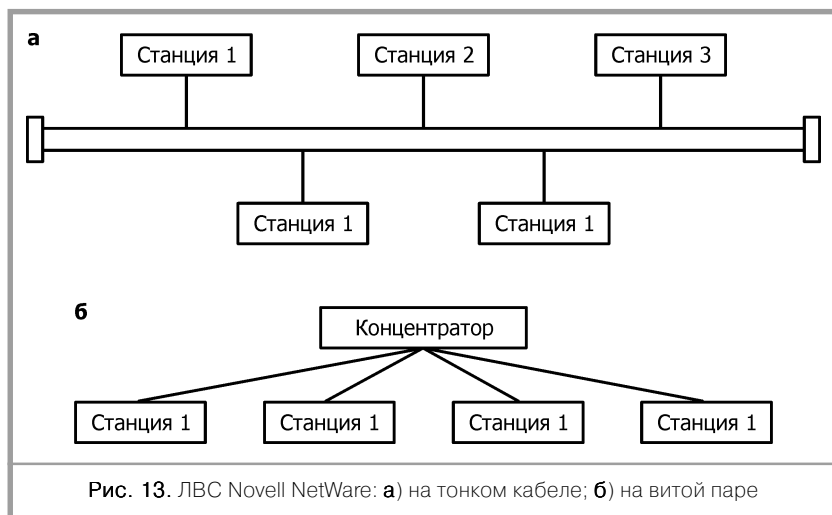 а
Станция 1 Станция 2 Станция 3
Станция 1 Станция 1
б
Концентратор
Станция 1 Станция 1 Станция 1 Станция 1
Рис. 13. ЛВС Novell NetWare: а) на тонком кабеле; б) на витой паре